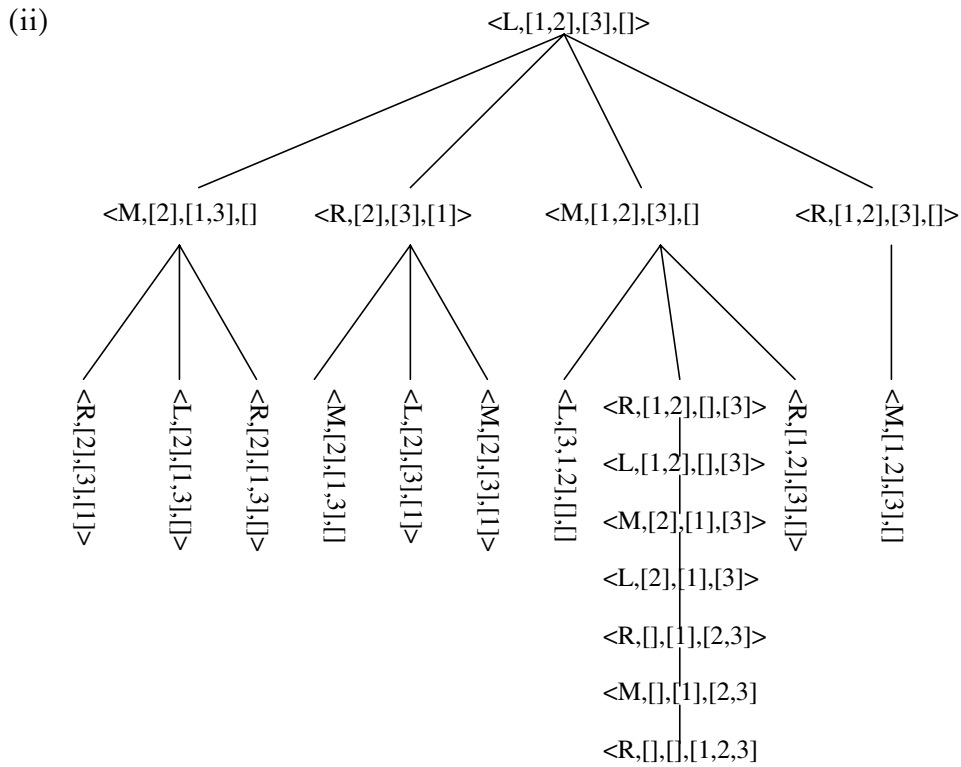 (ii)
<L,[1,2],[3],[]>
<M,[2],[1,3],[]
<R,[2],[3],[1]>
<M,[1,2],[3],[]
<R,[1,2],[3],[]>
<R,[2],[3],[1]>
<L,[2],[1,3],[]>
<R,[2],[1,3],[]>
<M,[2],[1,3],[]
<L,[2],[3],[1]>
<M,[2],[3],[1]>
<L,[3,1,2],[],[]
<R,[1,2],[],[3]>
<L,[1,2],[],[3]>
<M,[2],[1],[3]>
<L,[2],[1],[3]>
<R,[],[1],[2,3]>
<M,[],[1],[2,3]
<R,[],[],[1,2,3]
<R,[1,2],[3],[]>
<M,[1,2],[3],[]